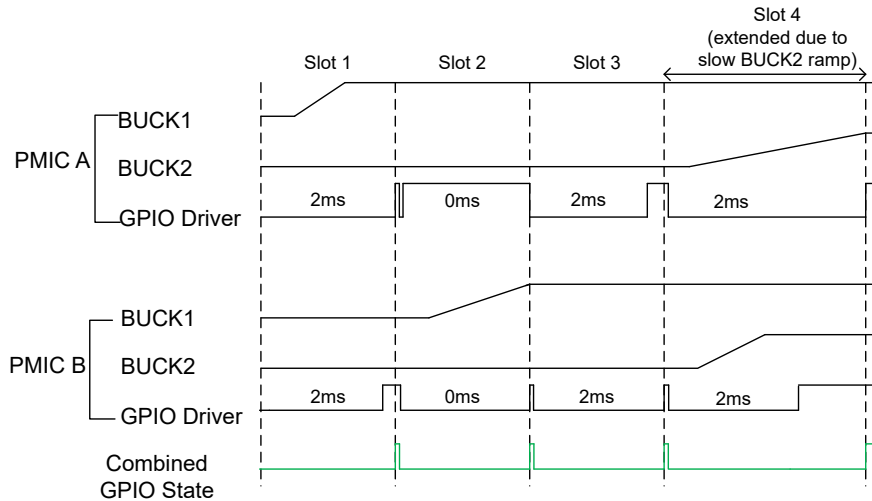 Slot 4
(extended due to
slow BUCK2 ramp)
Slot 1 Slot 2 Slot 3
PMIC A
BUCK1
BUCK2
GPIO Driver
2ms 0ms 2ms 2ms
PMIC B
BUCK1
BUCK2
GPIO Driver
2ms 0ms 2ms 2ms
Combined
GPIO State